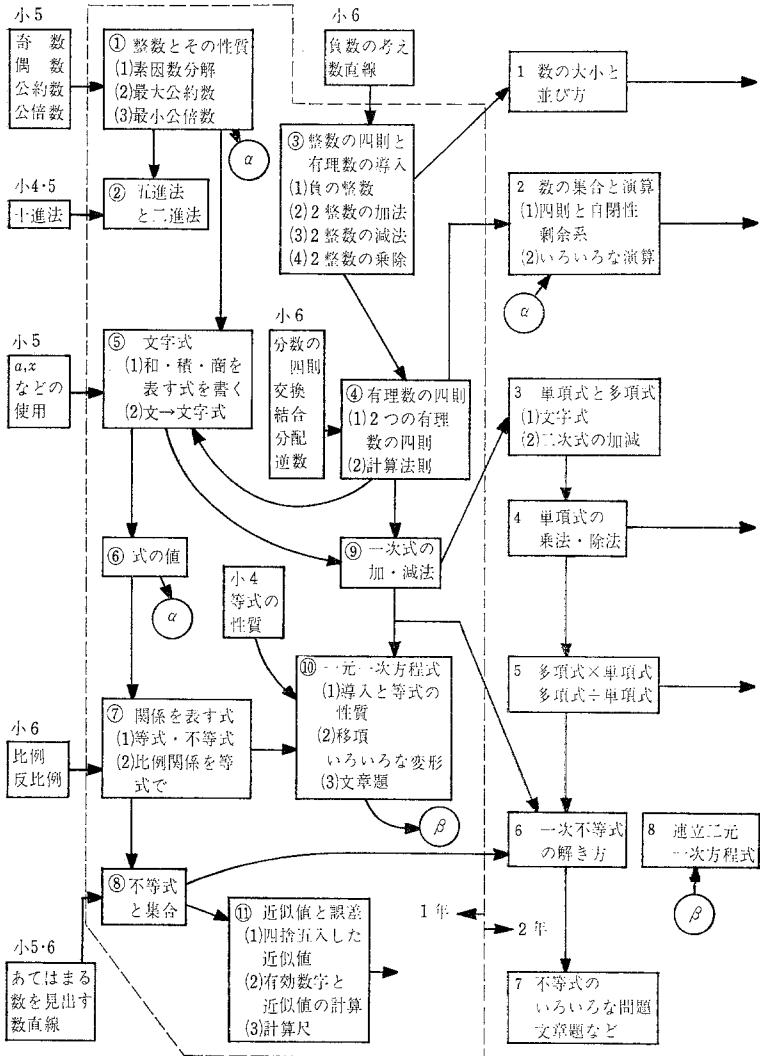 小5
奇 数
偶 数
公約数
公倍数
① 整数とその性質
(1)素因数分解
(2)最大公約数
(3)最小公倍数
α
小4・5
十進法
② 五進法
と二進法
小6
負数の考え
数直線
③ 整数の四則と
有理数の導入
(1)負の整数
(2)2整数の加法
(3)2整数の減法
(4)2整数の乗除
1 数の大小と
並び方
2 数の集合と演算
(1)四則と自閉性
剰余系
(2)いろいろな演算
α
小5
a,x
などの
使用
⑤ 文字式
(1)和・積・商を
表す式を書く
(2)文→文字式
小6
分数の
四則
交換
結合
分配
逆数
④ 有理数の四則
(1)2つの有理
数の四則
(2)計算法則
3 単項式と多項式
(1)文字式
(2)二次式の加減
⑥ 式の値
α
⑨ 一次式の
加・減法
4 単項式の
乗法・除法
小4
等式の
性質
⑩ 一元一次方程式
(1)導入と等式の
性質
(2)移項
いろいろな変形
(3)文章題
β
5 多項式×単項式
多項式÷単項式
小6
比例
反比例
⑦ 関係を表す式
(1)等式・不等式
(2)比例関係を等
式で
6 一次不等式
の解き方
8 連立二元
一次方程式
β
⑧ 不等式
と集合
小5・6
あてはまる
数を見出す
数直線
⑪ 近似値と誤差
(1)四捨五入した
近似値
(2)有効数字と
近似値の計算
(3)計算尺
1年
2年
7 不等式の
いろいろな問題
文章題など